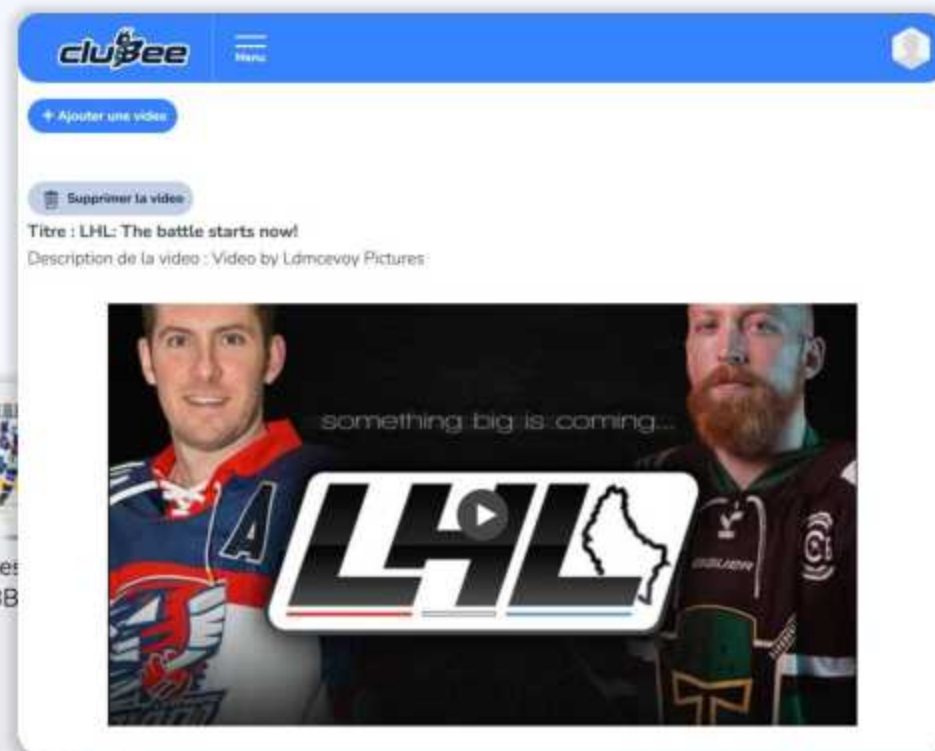 cluBee
Menu
+ Ajouter une video
Supprimer la video
Titre : LHL: The battle starts now!
Description de la video : Video by Ldmcevoy Pictures
something big is coming...
A
LHL
BAUER